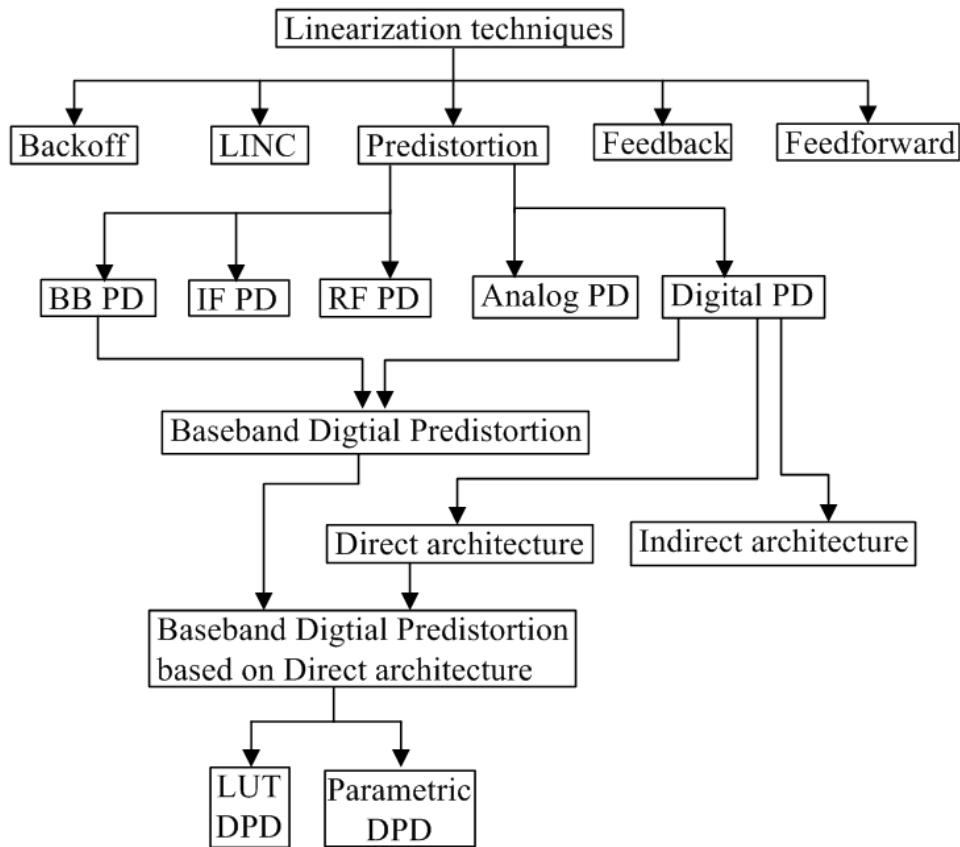 Linearization techniques
Backoff
LINC
Predistortion
Feedback
Feedforward
BB PD
IF PD
RF PD
Analog PD
Digital PD
Baseband Digtial Predistortion
Direct architecture
Indirect architecture
Baseband Digtial Predistortion
based on Direct architecture
LUT
DPD
Parametric
DPD